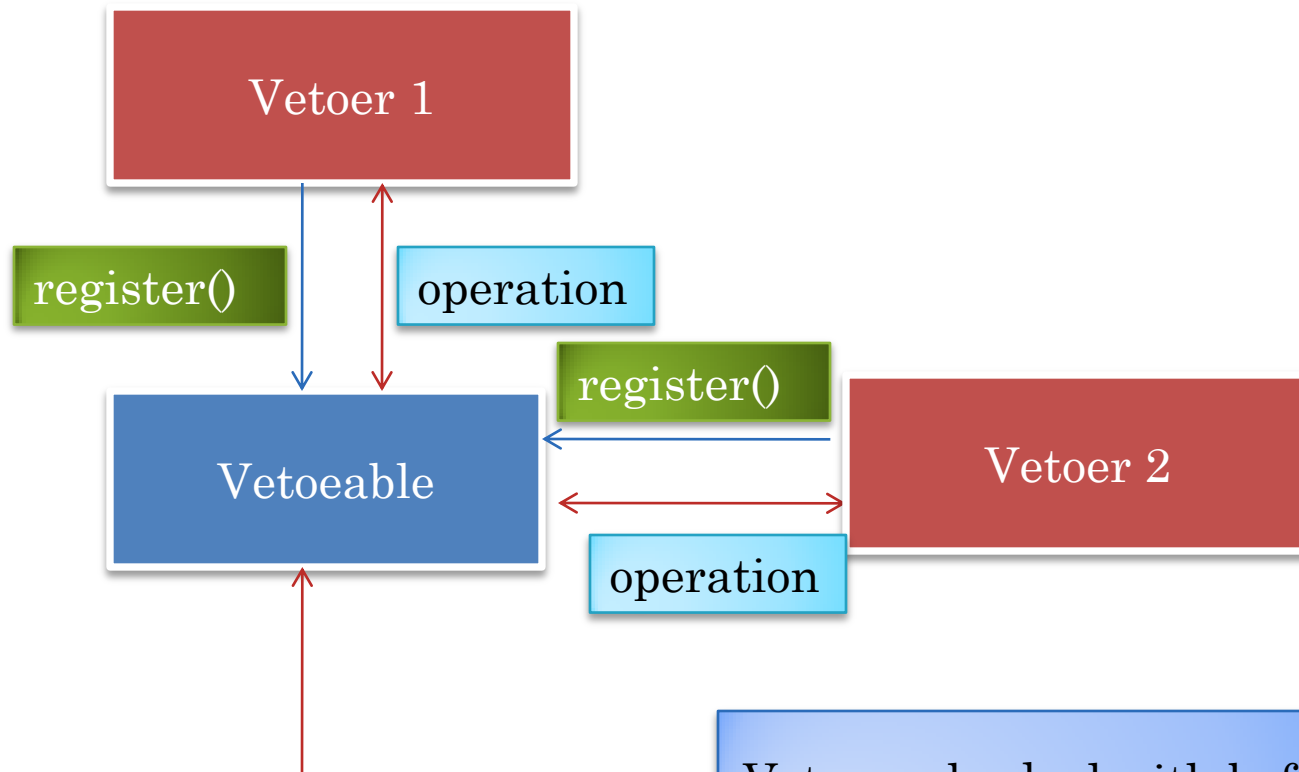 Vetoer 1
register()
operation
register()
Vetoeable
Vetoer 2
operation